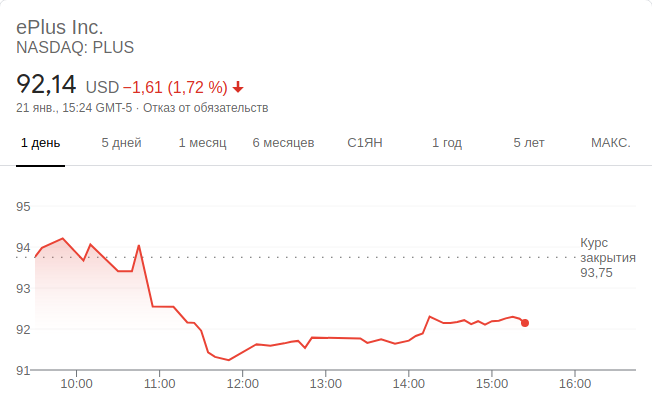 ePlus Inc.
NASDAQ: PLUS
92,14 USD −1,61 (1,72 %)
21 янв., 15:24 GMT-5 · Отказ от обязательств
1 день 5 дней 1 месяц 6 месяцев С1ЯН 1 год 5 лет МАКС.
95
94
93
92
91
Курс
закрытия
93,75
10:00 11:00 12:00 13:00 14:00 15:00 16:00